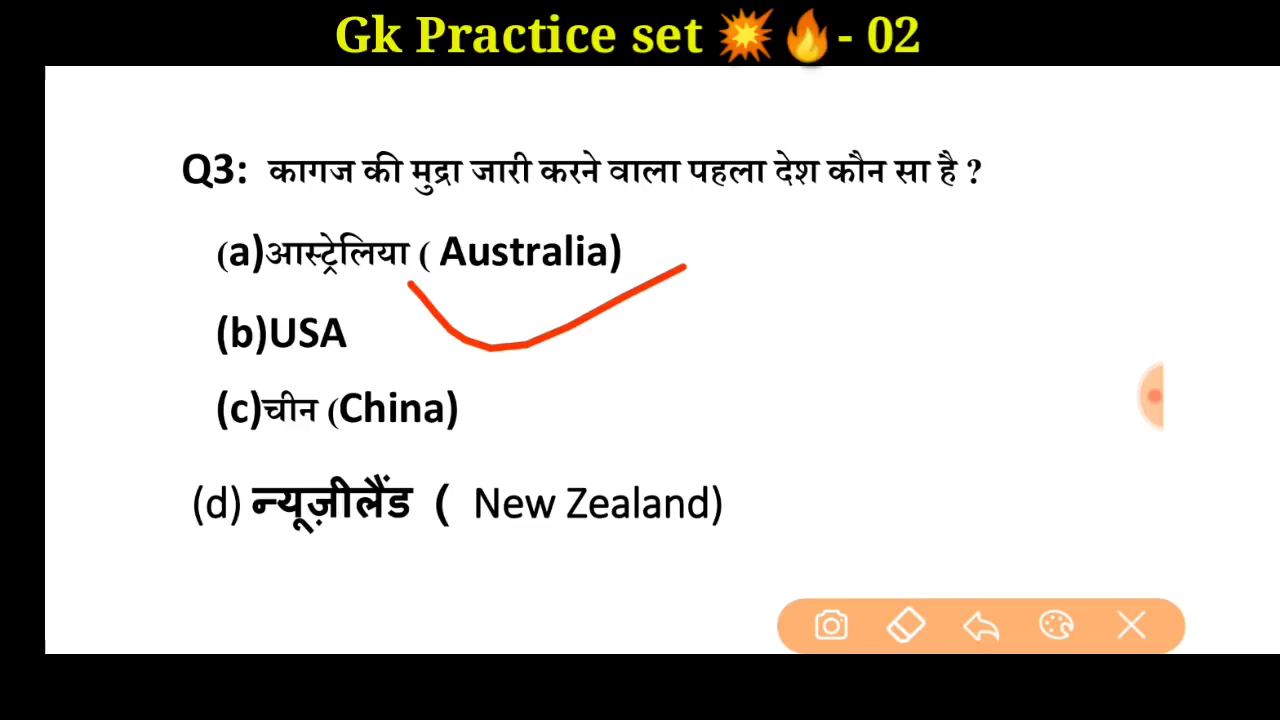 Gk Practice set 💥🔥- 02
Q3: कागज की मुद्रा जारी करने वाला पहला देश कौन सा है ?
(a)आस्ट्रेलिया ( Australia)
(b)USA
(c)चीन (China)
(d) न्यूज़ीलैंड ( New Zealand)